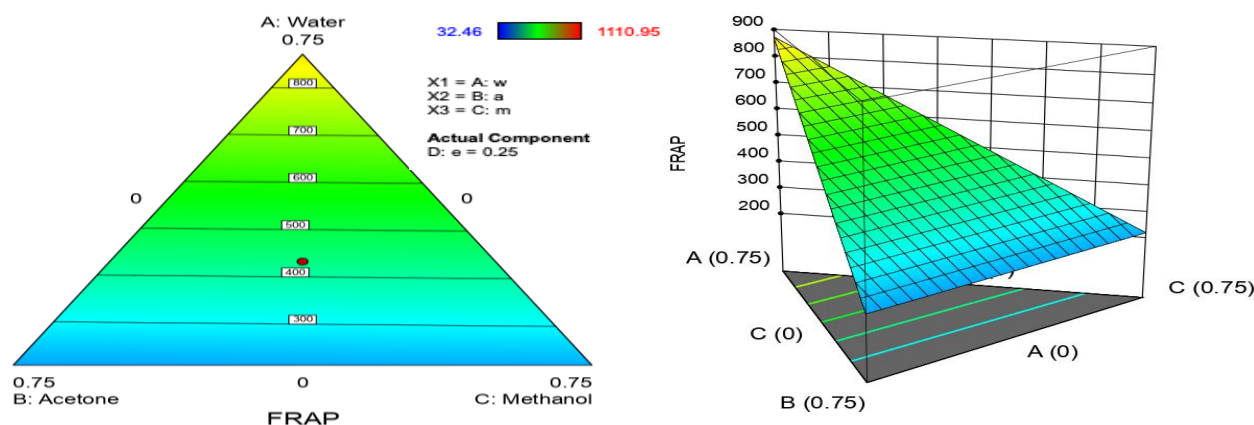 A: Water
0.75
32.46
1110.95
X1 = A: w
X2 = B: a
X3 = C: m
Actual Component
D: e = 0.25
800
700
600
0
0
500
400
300
0.75
0
0.75
B: Acetone
C: Methanol
FRAP
900
800
700
600
500
400
300
200
FRAP
A (0.75)
C (0.75)
C (0)
A (0)
B (0.75)